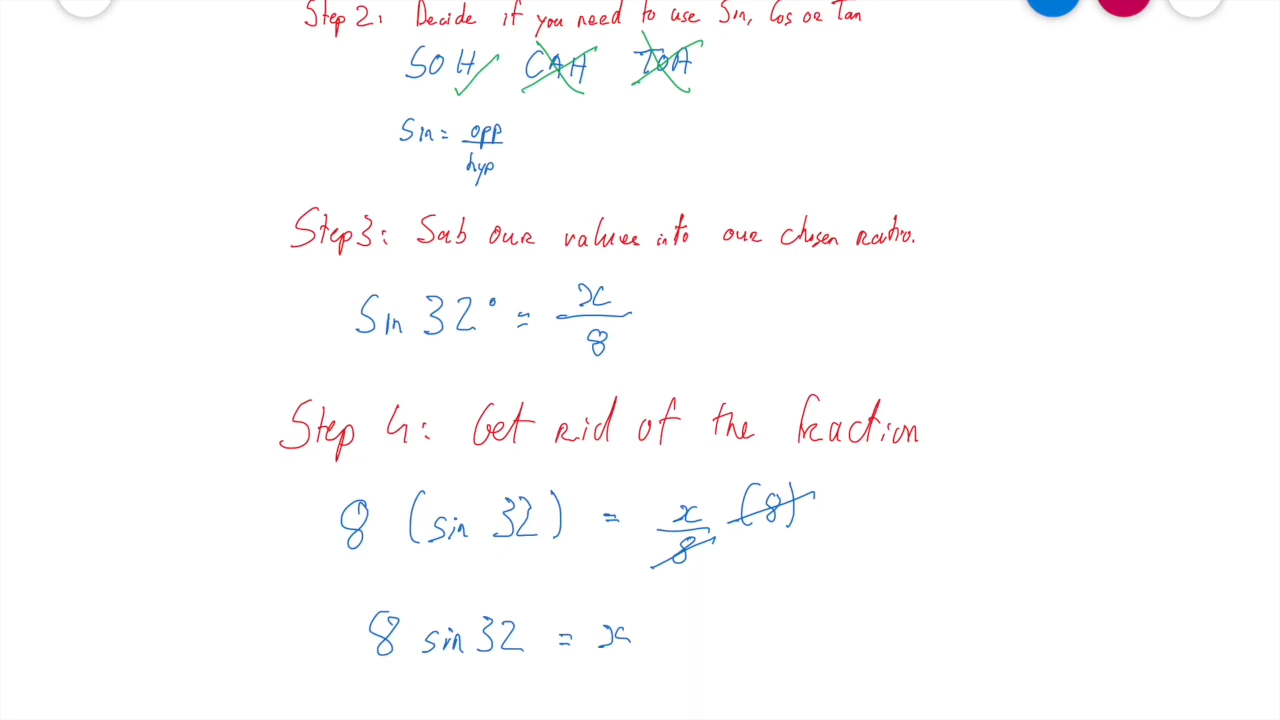 Step 2: Decide if you need to use Sin, Cos or Tan
SOH CAH TOA
Sin = opp
hyp
Step 3: Sub our values into our chosen ratio.
Sin 32° = x
8
Step 4: Get rid of the fraction
8 (sin 32) = x (8)
8
8 sin 32 = x